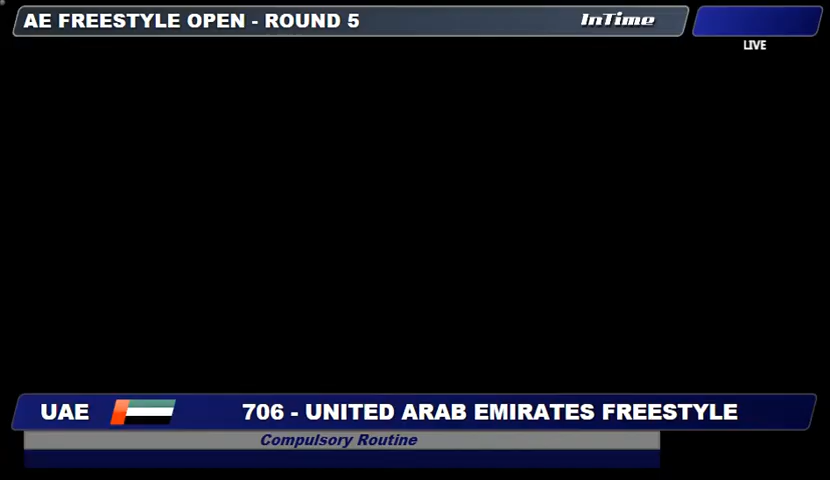 AE FREESTYLE OPEN - ROUND 5
InTime
LIVE
UAE
706 - UNITED ARAB EMIRATES FREESTYLE
Compulsory Routine